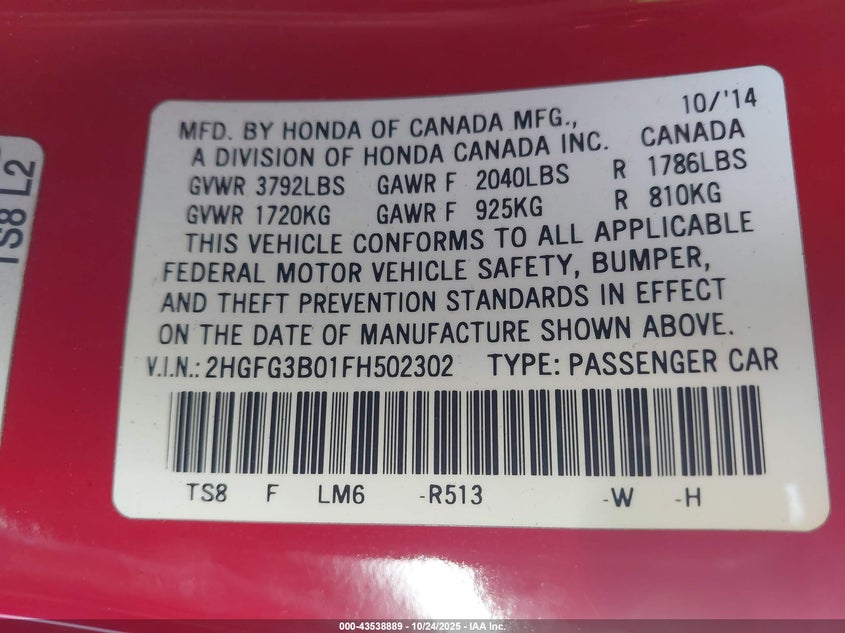 10/'14
MFD. BY HONDA OF CANADA MFG.,
A DIVISION OF HONDA CANADA INC. CANADA
GVWR 3792LBS GAWR F 2040LBS R 1786LBS
GVWR 1720KG GAWR F 925KG R 810KG
THIS VEHICLE CONFORMS TO ALL APPLICABLE
FEDERAL MOTOR VEHICLE SAFETY, BUMPER,
AND THEFT PREVENTION STANDARDS IN EFFECT
ON THE DATE OF MANUFACTURE SHOWN ABOVE.
V.I.N.: 2HGFG3B01FH502302 TYPE: PASSENGER CAR
TS8 F LM6 -R513 -W -H
TS8 L2
000-43538889 - 10/24/2025 - IAA Inc.